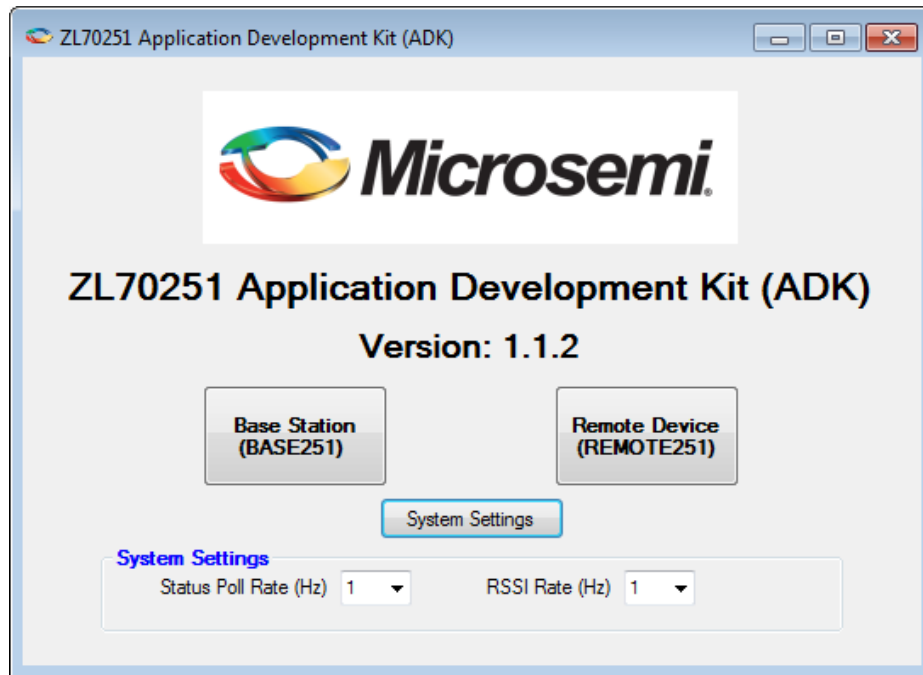 ZL70251 Application Development Kit (ADK)
Microsemi.
ZL70251 Application Development Kit (ADK)
Version: 1.1.2
Base Station Remote Device
(BASE251) (REMOTE251)
System Settings
System Settings
Status Poll Rate (Hz) 1 RSSI Rate (Hz) 1